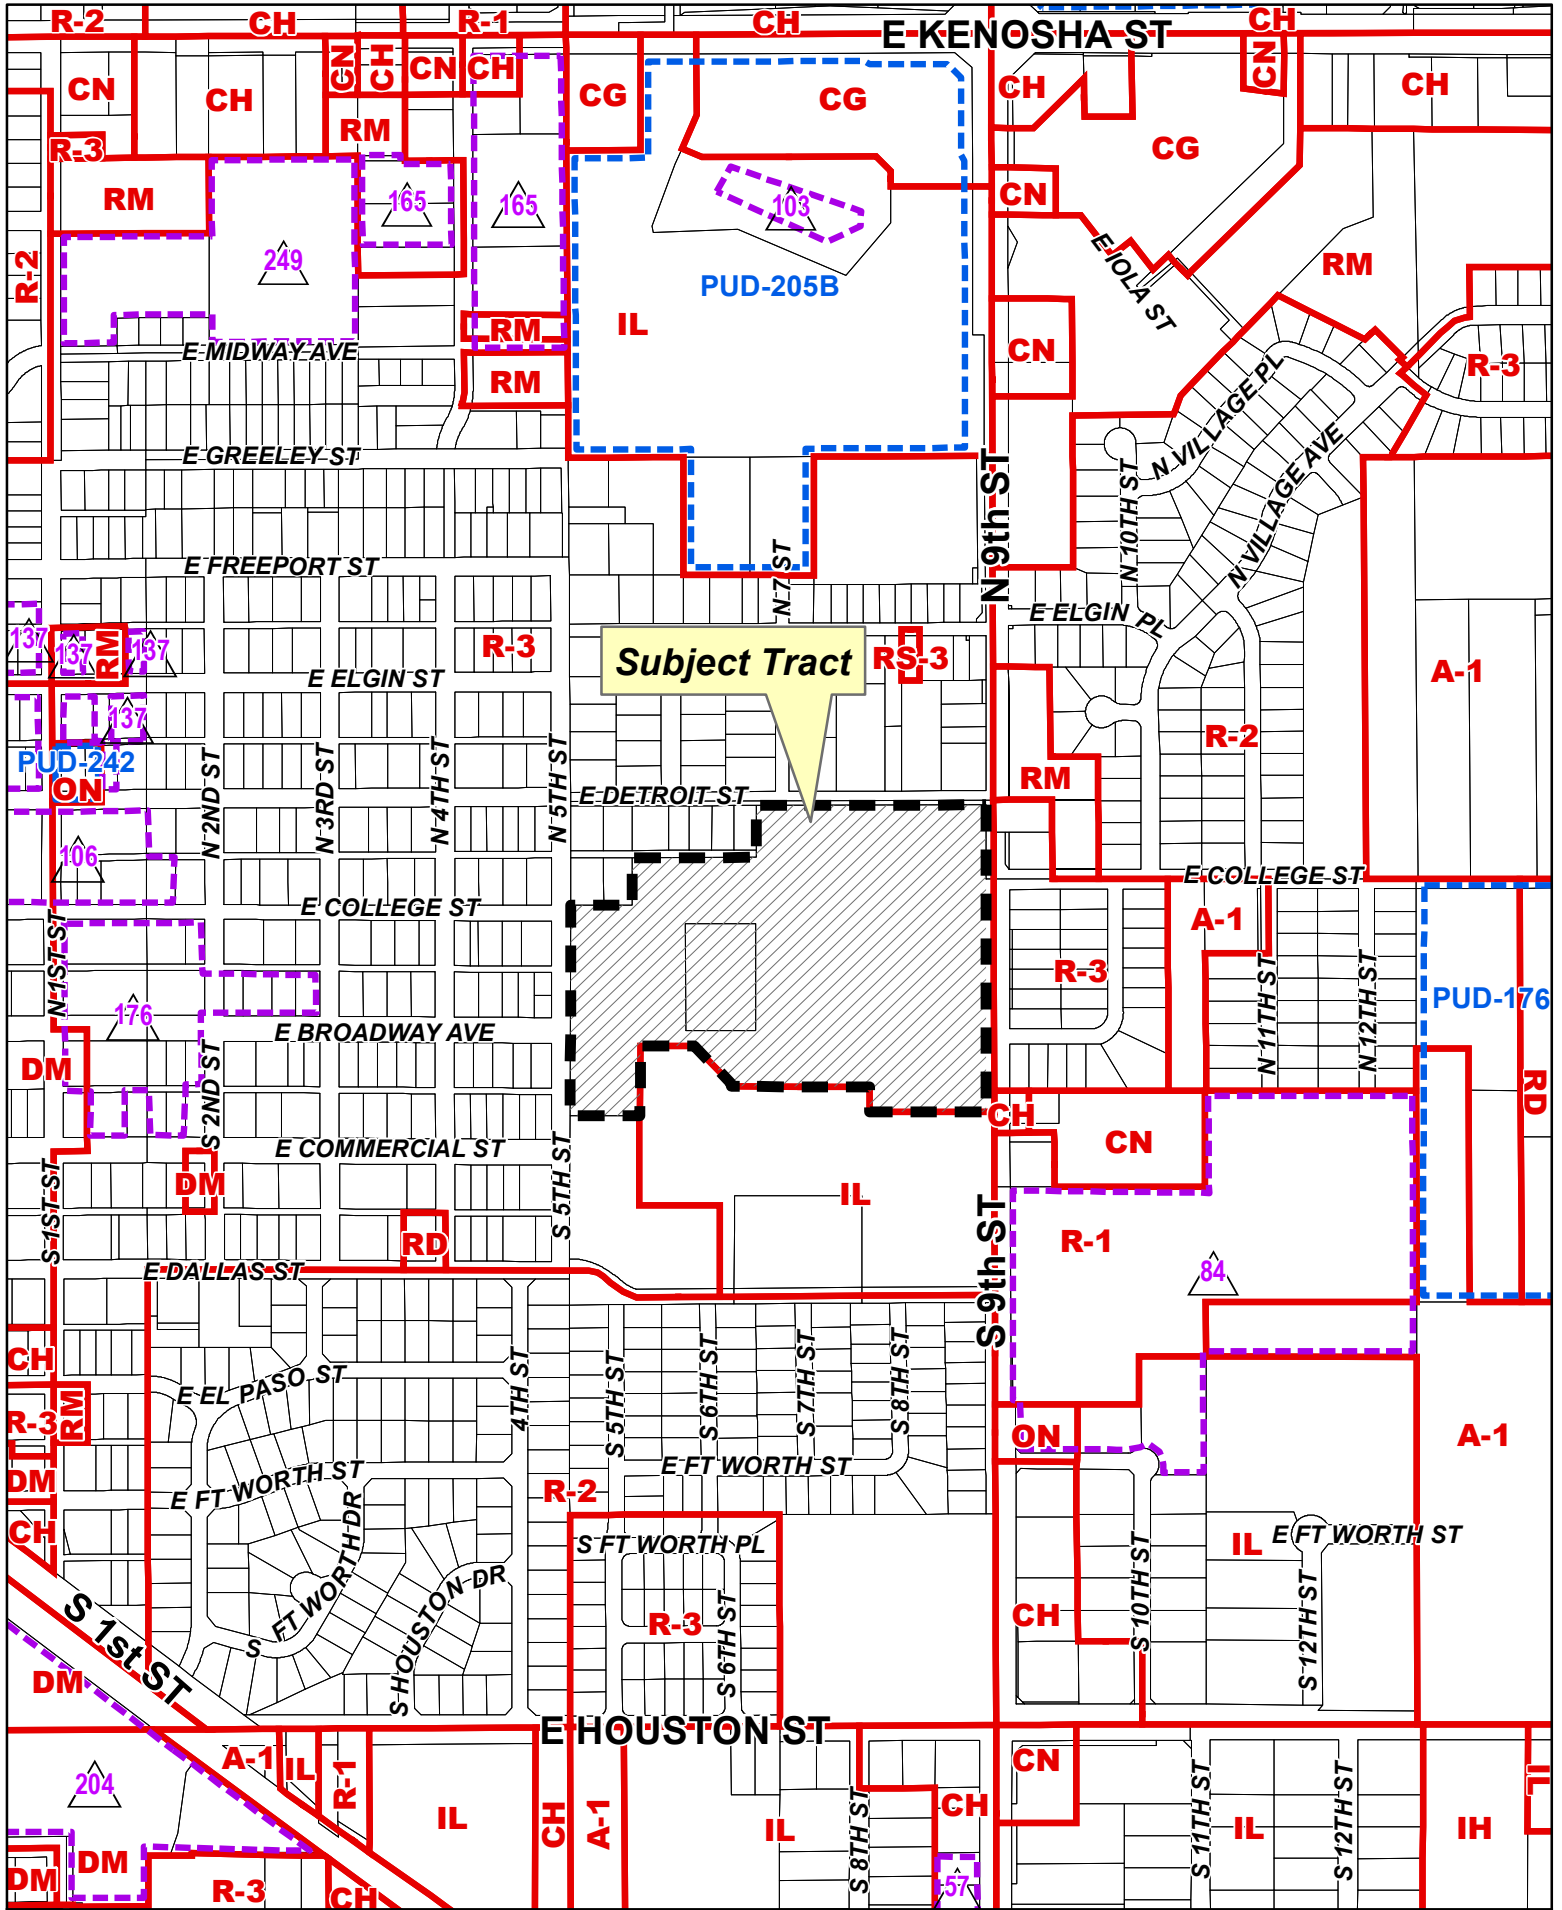 R-2
CH
R-1
CH
CH
E KENOSHA ST
CN
CH
CN
CH
CN
CH
CG
CG
CH
CN
CH
R-3
RM
CG
RM
165
165
103
CN
249
R-2
PUD-205B
E IOLA ST
RM
RM
IL
E MIDWAY AVE
CN
R-3
RM
N VILLAGE PL
E GREELEY ST
N VILLAGE AVE
N 9th ST
N 10TH ST
E FREEPORT ST
N 7 ST
E ELGIN PL
137
137
RM
137
R-3
Subject Tract
RS-3
E ELGIN ST
A-1
137
R-2
PUD-242
ON
RM
N 2ND ST
N 3RD ST
N 4TH ST
N 5TH ST
E DETROIT ST
106
E COLLEGE ST
E COLLEGE ST
A-1
N 1ST ST
R-3
N 11TH ST
N 12TH ST
PUD-176
176
E BROADWAY AVE
DM
S 2ND ST
RD
CH
CN
E COMMERCIAL ST
DM
S 1ST ST
S 5TH ST
IL
S 9th ST
R-1
RD
84
E DALLAS ST
CH
E EL PASO ST
4TH ST
S 5TH ST
S 6TH ST
S 7TH ST
S 8TH ST
R-3
RM
ON
A-1
DM
E FT WORTH ST
E FT WORTH ST
R-2
CH
S FT WORTH PL
IL
E FT WORTH ST
S FT WORTH DR
S HOUSTON DR
S 10TH ST
S 12TH ST
R-3
CH
S 6TH ST
S 1st ST
DM
E HOUSTON ST
A-1
IL
R-1
CN
204
IL
CH
A-1
IL
S 8TH ST
CH
S 11TH ST
IL
S 12TH ST
IH
IL
DM
DM
R-3
CH
57